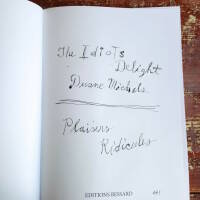 The Idiots
Delight
Duane Michals
Plaisirs
Ridicules
EDITIONS BESSARD